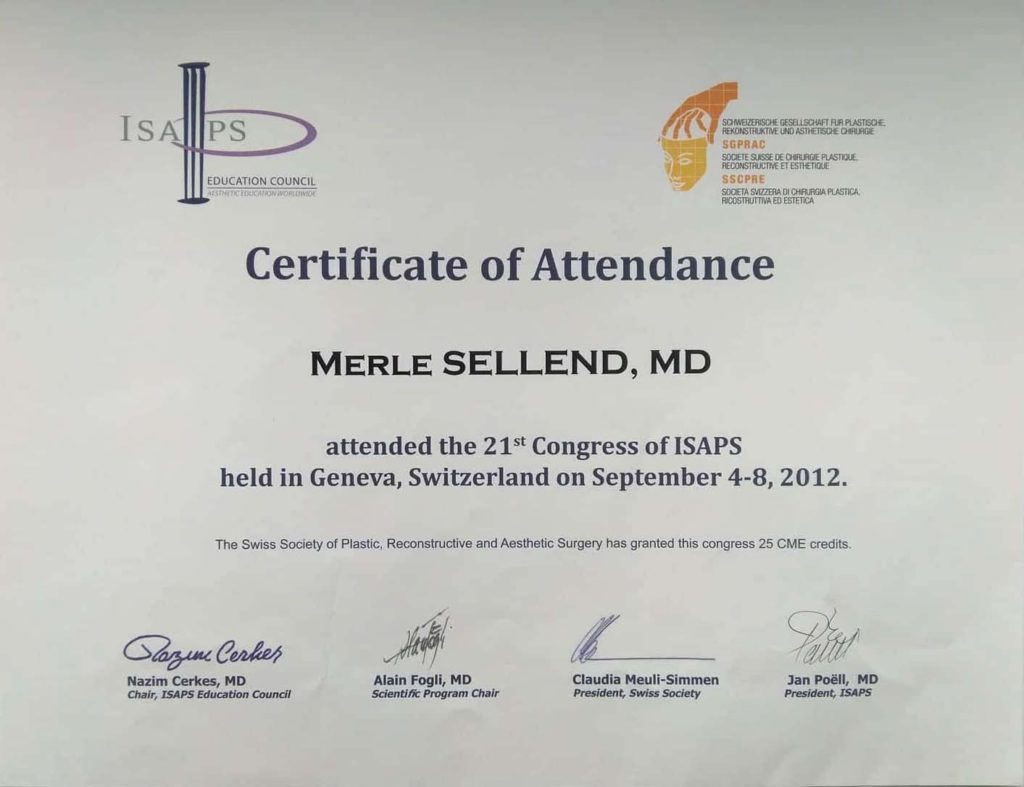 ISAPS
EDUCATION COUNCIL
AESTHETIC EDUCATION WORLDWIDE
SCHWEIZERISCHE GESELLSCHAFT FUR PLASTISCHE,
REKONSTRUKTIVE UND ASTHETISCHE CHIRURGIE
SGPRAC
SOCIETE SUISSE DE CHIRURGIE PLASTIQUE,
RECONSTRUCTIVE ET ESTHETIQUE
SSCPRE
SOCIETA SVIZZERA DI CHIRURGIA PLASTICA,
RICOSTRUTTIVA ED ESTETICA
Certificate of Attendance
MERLE SELLEND, MD
attended the 21st Congress of ISAPS
held in Geneva, Switzerland on September 4-8, 2012.
The Swiss Society of Plastic, Reconstructive and Aesthetic Surgery has granted this congress 25 CME credits.
Nazim Cerkes
Nazim Cerkes, MD
Chair, ISAPS Education Council
Alain Fogli, MD
Scientific Program Chair
Claudia Meuli-Simmen
President, Swiss Society
Jan Poëll, MD
President, ISAPS